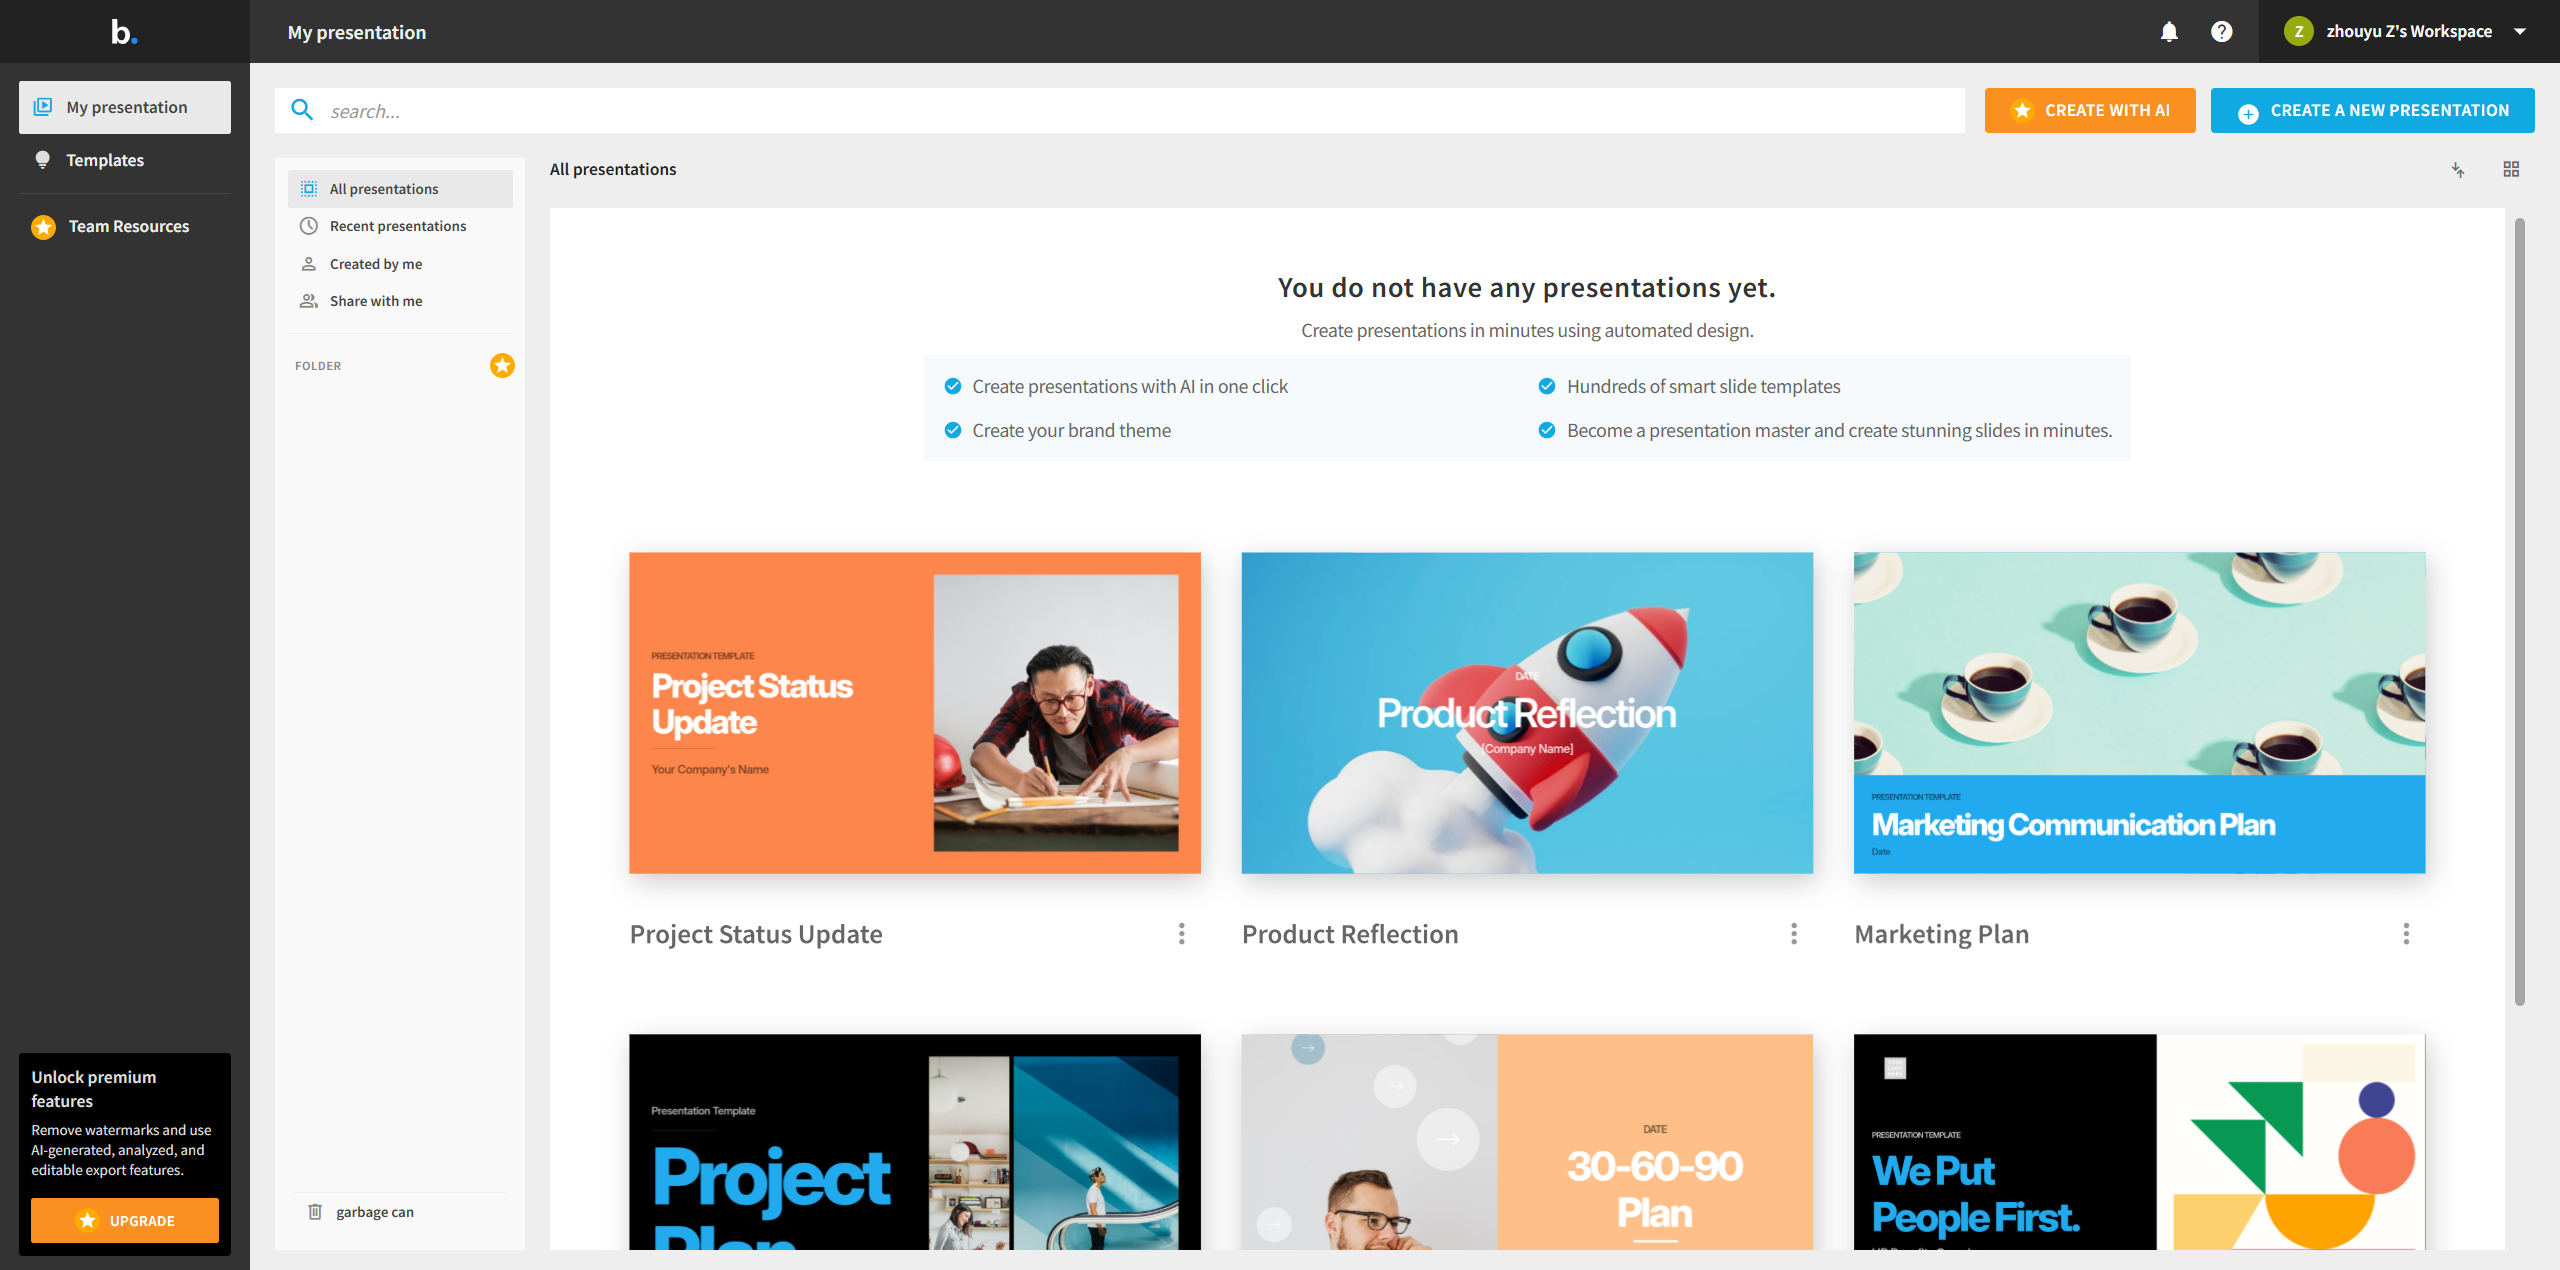 b.
My presentation
Z
zhouyu Z's Workspace
My presentation
Templates
Team Resources
search...
CREATE WITH AI
CREATE A NEW PRESENTATION
All presentations
Recent presentations
Created by me
Share with me
FOLDER
garbage can
All presentations
You do not have any presentations yet.
Create presentations in minutes using automated design.
Create presentations with AI in one click
Hundreds of smart slide templates
Create your brand theme
Become a presentation master and create stunning slides in minutes.
PRESENTATION TEMPLATE
Project Status
Update
Your Company's Name
DATE
Product Reflection
[Company Name]
PRESENTATION TEMPLATE
Marketing Communication Plan
Date
Project Status Update
Product Reflection
Marketing Plan
Presentation Template
Project
Plan
DATE
30-60-90
Plan
PRESENTATION TEMPLATE
We Put
People First.
Unlock premium
features
Remove watermarks and use
AI-generated, analyzed, and
editable export features.
UPGRADE